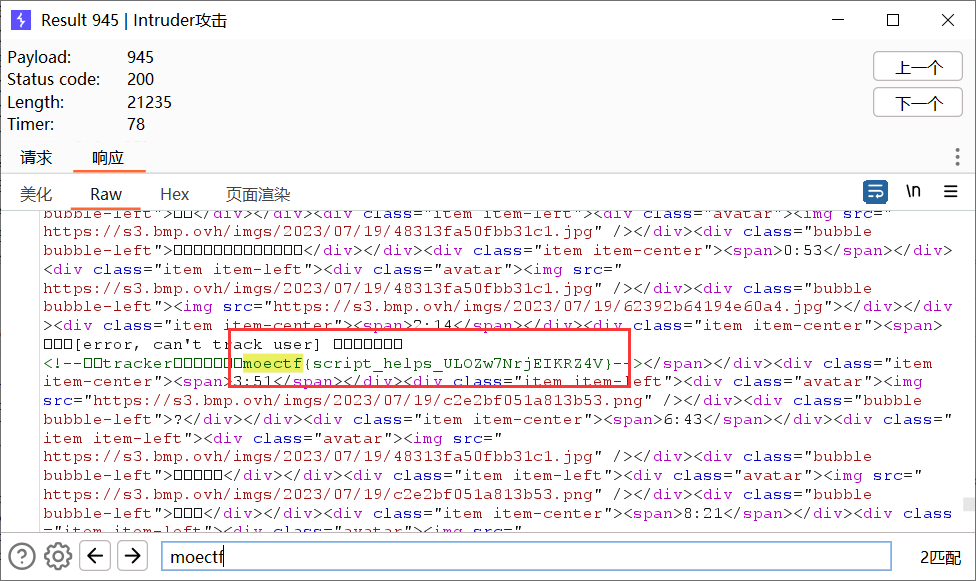 Result 945 | Intruder攻击
Payload: 945
Status code: 200
Length: 21235
Timer: 78
上一个
下一个
请求 响应
美化 Raw Hex 页面渲染 \n
bubble-left">□□</div></div><div class="item item-left"><div class="avatar"><img src="
https://s3.bmp.ovh/imgs/2023/07/19/48313fa50fbb31c1.jpg" /></div><div class="bubble
bubble-left">□□□□□□□□□□□□□</div></div><div class="item item-center"><span>0:53</span></div>
<div class="item item-left"><div class="avatar"><img src="
https://s3.bmp.ovh/imgs/2023/07/19/48313fa50fbb31c1.jpg" /></div><div class="bubble
bubble-left"><img src="https://s3.bmp.ovh/imgs/2023/07/19/62392b64194e60a4.jpg"></div></div
><div class="item item-center"><span>2:14</span></div><div class="item item-center"><span>
□□□[error, can't track user] □□□□□□□
<!--□□tracker□□□□□□□moectf{script_helps_ULOZw7NrjEIKRZ4V}--></span></div><div class="item
item-center"><span>3:51</span></div><div class="item item-left"><div class="avatar"><img
src="https://s3.bmp.ovh/imgs/2023/07/19/c2e2bf051a813b53.png" /></div><div class="bubble
bubble-left">?</div></div><div class="item item-center"><span>6:43</span></div><div class="
item item-left"><div class="avatar"><img src="
https://s3.bmp.ovh/imgs/2023/07/19/48313fa50fbb31c1.jpg" /></div><div class="bubble
bubble-left">□□□□□</div></div><div class="item item-left"><div class="avatar"><img src="
https://s3.bmp.ovh/imgs/2023/07/19/c2e2bf051a813b53.png" /></div><div class="bubble
bubble-left">□□□</div></div><div class="item item-center"><span>8:21</span></div><div class
="item item-left"><div class="avatar"><img src="
moectf
2匹配